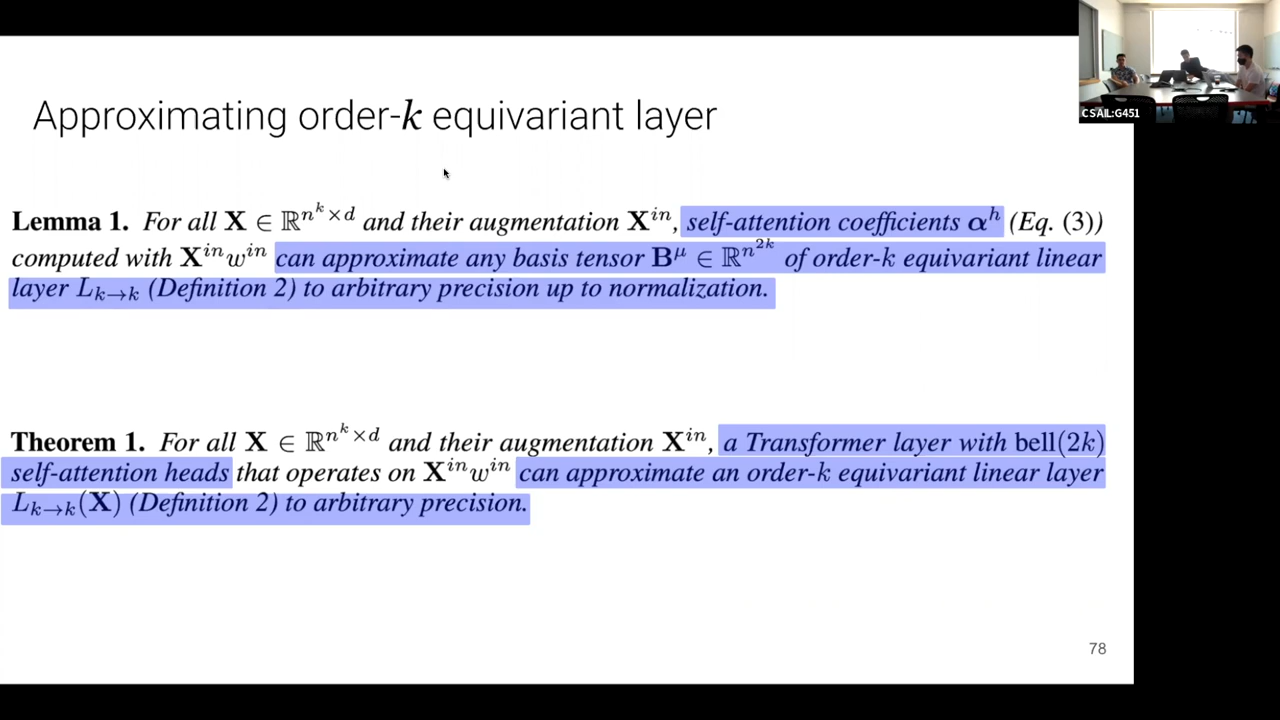 CSAIL:G451
Approximating order-k equivariant layer
Lemma 1. For all X ∈ ℝ^{n^k×d} and their augmentation X^{in}, self-attention coefficients α^h (Eq. (3))
computed with X^{in}w^{in} can approximate any basis tensor B^μ ∈ ℝ^{n^{2k}} of order-k equivariant linear
layer L_{k→k} (Definition 2) to arbitrary precision up to normalization.
Theorem 1. For all X ∈ ℝ^{n^k×d} and their augmentation X^{in}, a Transformer layer with bell(2k)
self-attention heads that operates on X^{in}w^{in} can approximate an order-k equivariant linear layer
L_{k→k}(X) (Definition 2) to arbitrary precision.
78